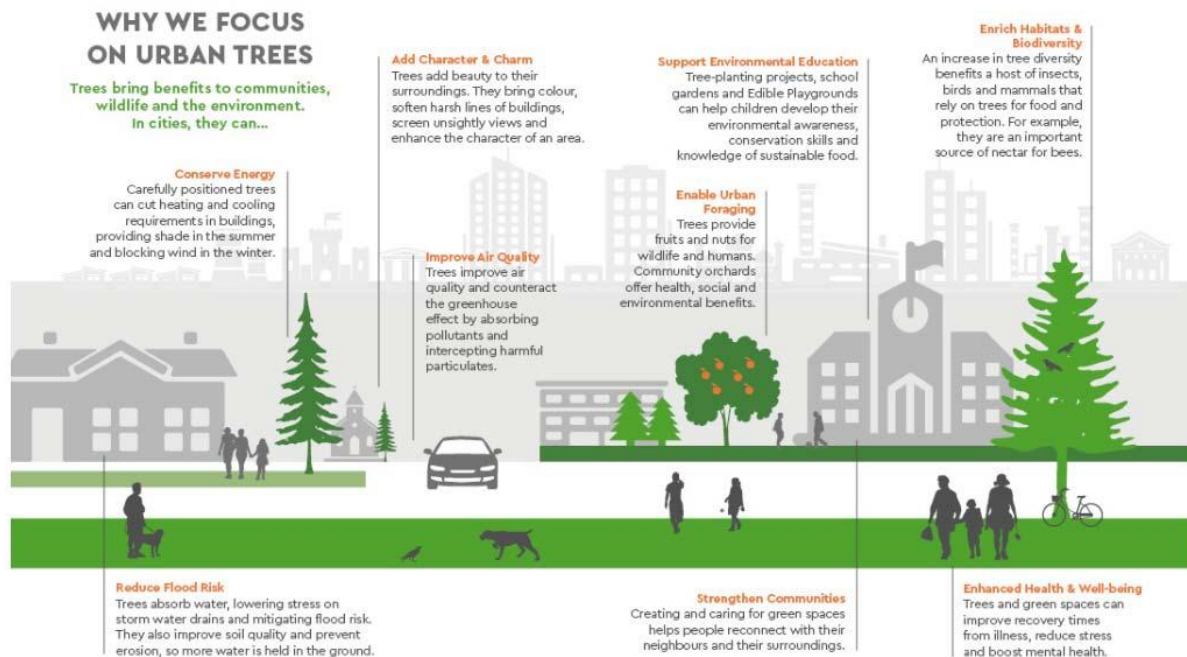 WHY WE FOCUS
ON URBAN TREES
Trees bring benefits to communities,
wildlife and the environment.
In cities, they can...
Conserve Energy
Carefully positioned trees
can cut heating and cooling
requirements in buildings,
providing shade in the summer
and blocking wind in the winter.
Add Character & Charm
Trees add beauty to their
surroundings. They bring colour,
soften harsh lines of buildings,
screen unsightly views and
enhance the character of an area.
Improve Air Quality
Trees improve air
quality and counteract
the greenhouse
effect by absorbing
pollutants and
intercepting harmful
particulates.
Support Environmental Education
Tree-planting projects, school
gardens and Edible Playgrounds
can help children develop their
environmental awareness,
conservation skills and
knowledge of sustainable food.
Enable Urban
Foraging
Trees provide
fruits and nuts for
wildlife and humans.
Community orchards
offer health, social and
environmental benefits.
Enrich Habitats &
Biodiversity
An increase in tree diversity
benefits a host of insects,
birds and mammals that
rely on trees for food and
protection. For example,
they are an important
source of nectar for bees.
Reduce Flood Risk
Trees absorb water, lowering stress on
storm water drains and mitigating flood risk.
They also improve soil quality and prevent
erosion, so more water is held in the ground.
Strengthen Communities
Creating and caring for green spaces
helps people reconnect with their
neighbours and their surroundings.
Enhanced Health & Well-being
Trees and green spaces can
improve recovery times
from illness, reduce stress
and boost mental health.